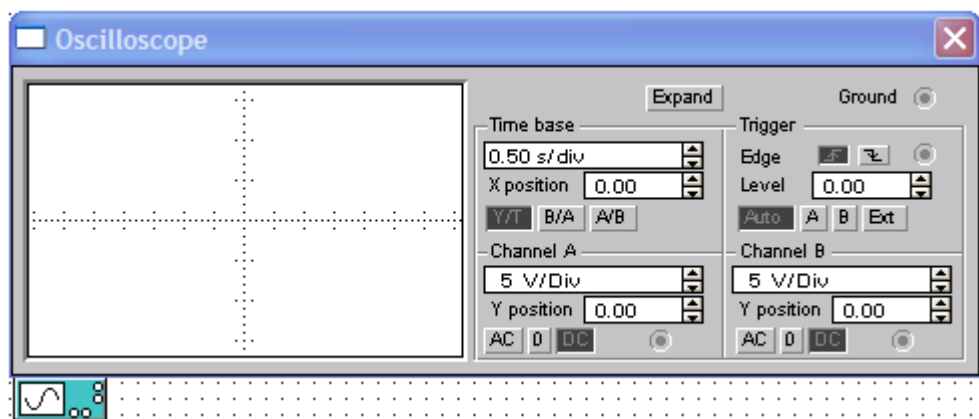 Oscilloscope
Expand Ground
Time base
0.50 s/div
X position 0.00
Y/T B/A A/B
Trigger
Edge
Level 0.00
Auto A B Ext
Channel A
5 V/Div
Y position 0.00
AC 0 DC
Channel B
5 V/Div
Y position 0.00
AC 0 DC